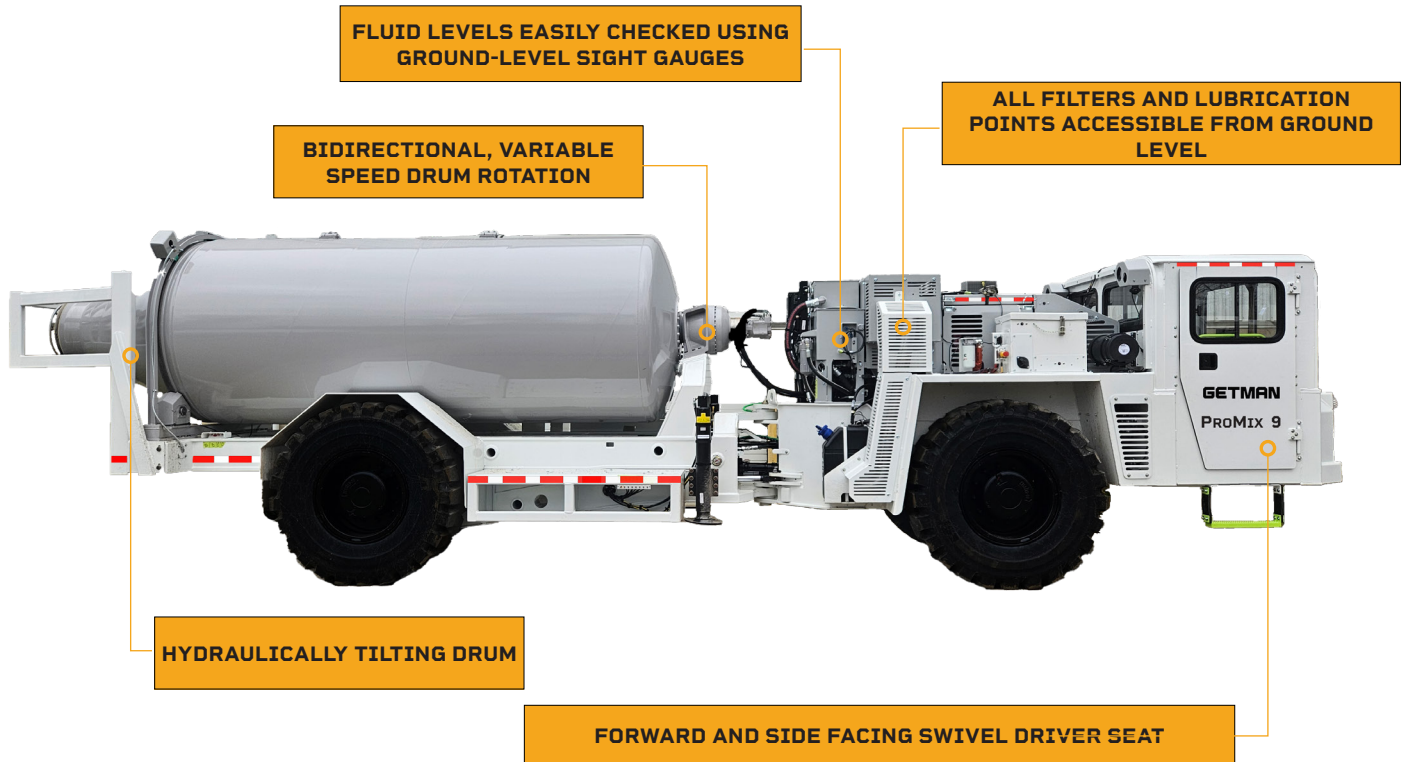 FLUID LEVELS EASILY CHECKED USING
GROUND-LEVEL SIGHT GAUGES
ALL FILTERS AND LUBRICATION
POINTS ACCESSIBLE FROM GROUND
LEVEL
BIDIRECTIONAL, VARIABLE
SPEED DRUM ROTATION
GETMAN
PROMIX 9
HYDRAULICALLY TILTING DRUM
FORWARD AND SIDE FACING SWIVEL DRIVER SEAT